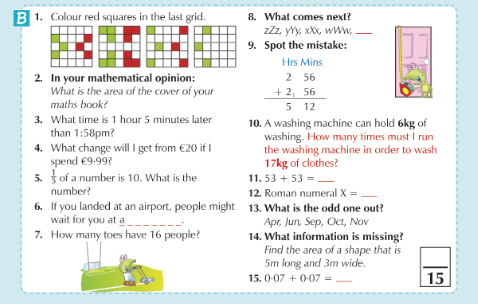 B 1. Colour red squares in the last grid.
2. In your mathematical opinion:
What is the area of the cover of your
maths book?
3. What time is 1 hour 5 minutes later
than 1:58pm?
4. What change will I get from €20 if I
spend €9·99?
5. 1/5 of a number is 10. What is the
number?
6. If you landed at an airport, people might
wait for you at a _ _ _ _ _ _ _ _.
7. How many toes have 16 people?
8. What comes next?
zZz, yYy, xXx, wWw, ___
9. Spot the mistake:
Hrs Mins
2 56
+ 2₁ 56
5 12
10. A washing machine can hold 6kg of
washing. How many times must I run
the washing machine in order to wash
17kg of clothes?
11. 53 + 53 = ___
12. Roman numeral X = ___
13. What is the odd one out?
Apr, Jun, Sep, Oct, Nov
14. What information is missing?
Find the area of a shape that is
5m long and 3m wide.
15. 0·07 + 0·07 = ___
15